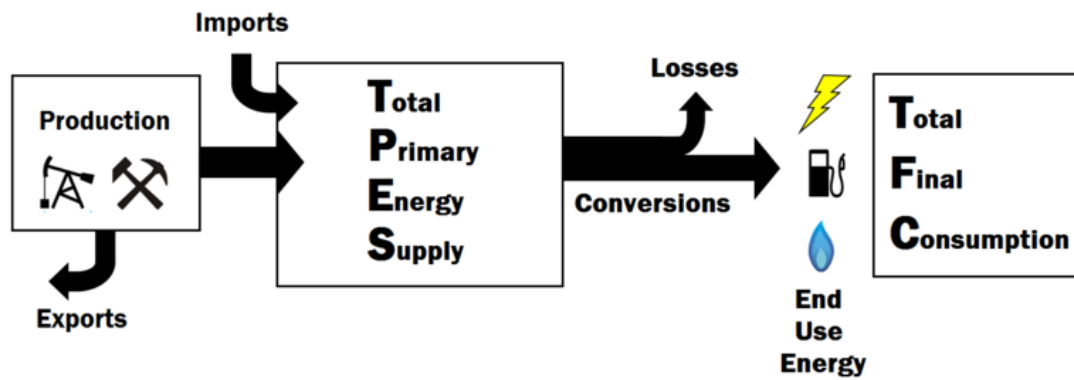 Imports
Production
Exports
Total
Primary
Energy
Supply
Losses
Conversions
End
Use
Energy
Total
Final
Consumption